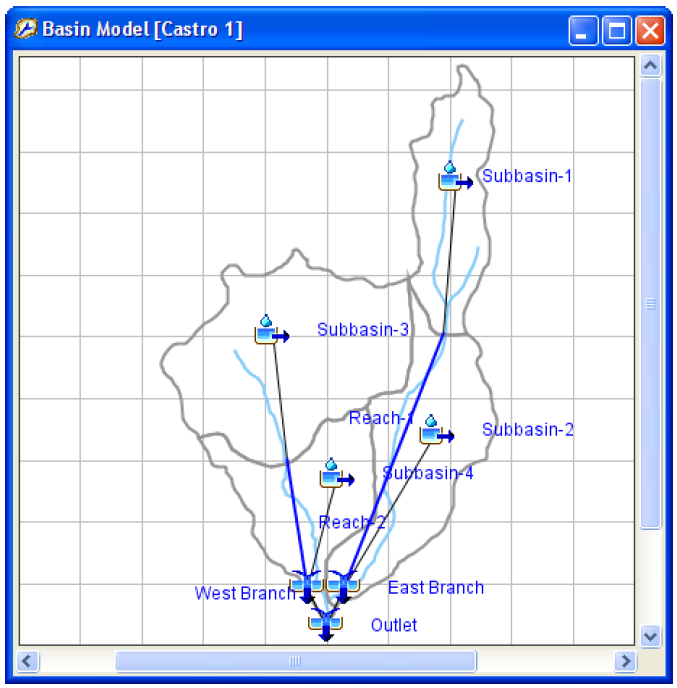 Basin Model [Castro 1]
Subbasin-1
Subbasin-3
Reach-1
Subbasin-2
Subbasin-4
Reach-2
West Branch
East Branch
Outlet